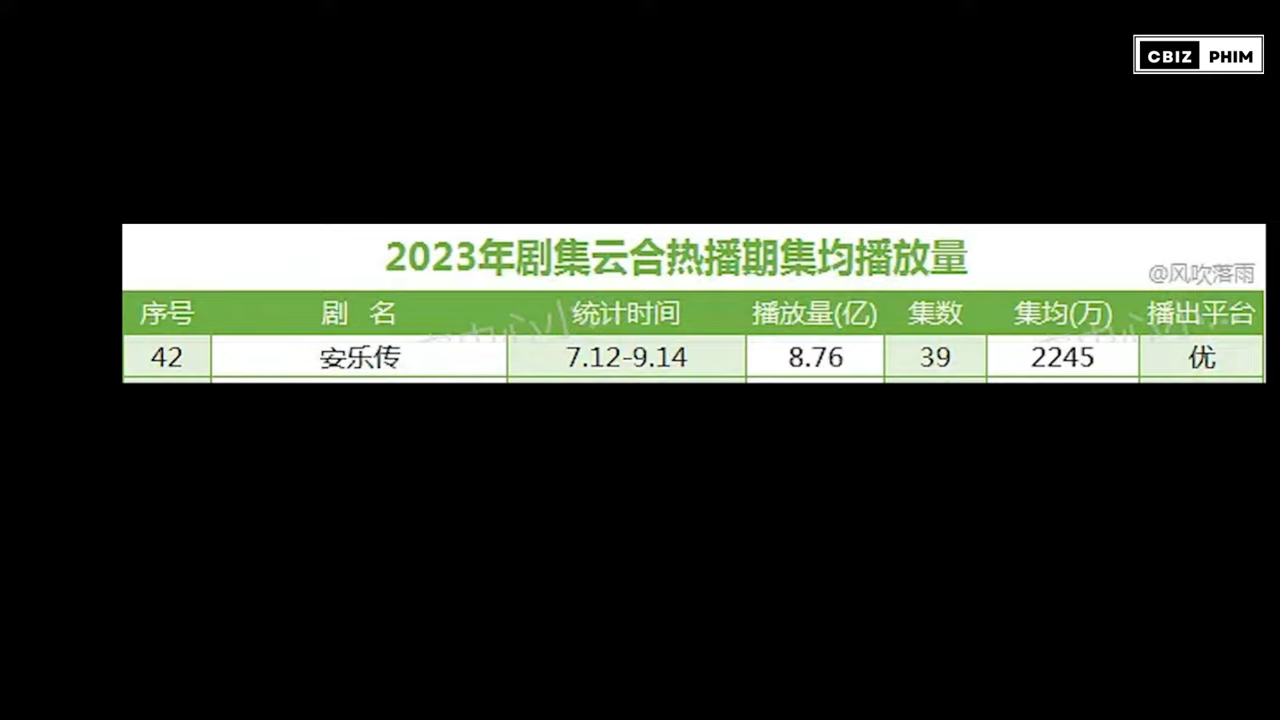 CBIZ PHIM
2023年剧集云合热播期集均播放量
@风吹落雨
序号 剧 名 统计时间 播放量(亿) 集数 集均(万) 播出平台
42 安乐传 7.12-9.14 8.76 39 2245 优